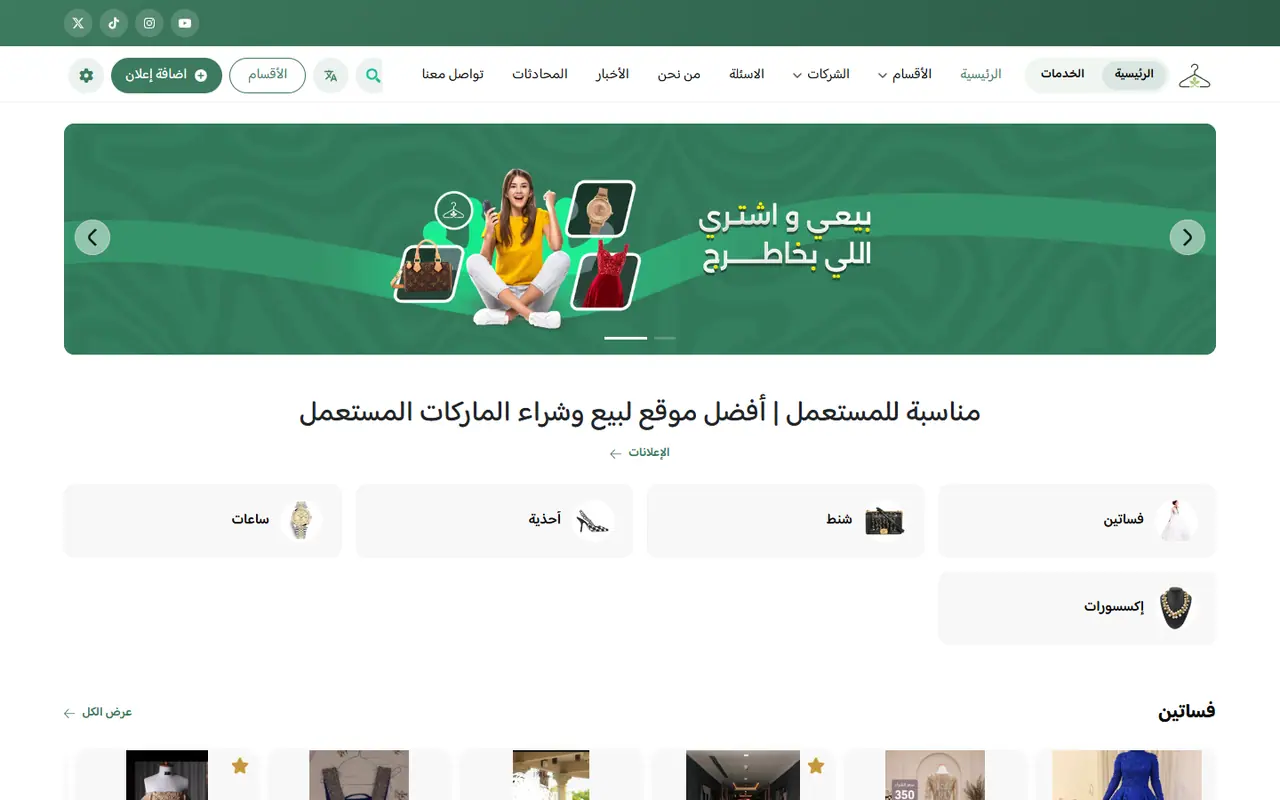 الرئيسية
الخدمات
الرئيسية
الأقسام
الشركات
الاسئلة
من نحن
الأخبار
المحادثات
تواصل معنا
الأقسام
اضافة إعلان
بيعي و اشتري
اللي بخاطـــرج
مناسبة للمستعمل | أفضل موقع لبيع وشراء الماركات المستعمل
الإعلانات
فساتين
شنط
أحذية
ساعات
إكسسورات
فساتين
عرض الكل
350